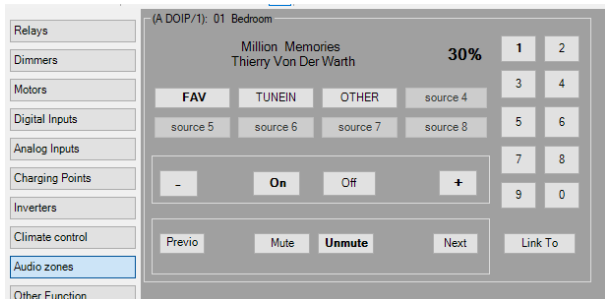 Relays
Dimmers
Motors
Digital Inputs
Analog Inputs
Charging Points
Inverters
Climate control
Audio zones
Other Function
(A DOIP/1): 01 Bedroom
Million Memories
Thierry Von Der Warth
30%
FAV TUNEIN OTHER source 4
source 5 source 6 source 7 source 8
- On Off +
Previo Mute Unmute Next
1 2
3 4
5 6
7 8
9 0
Link To